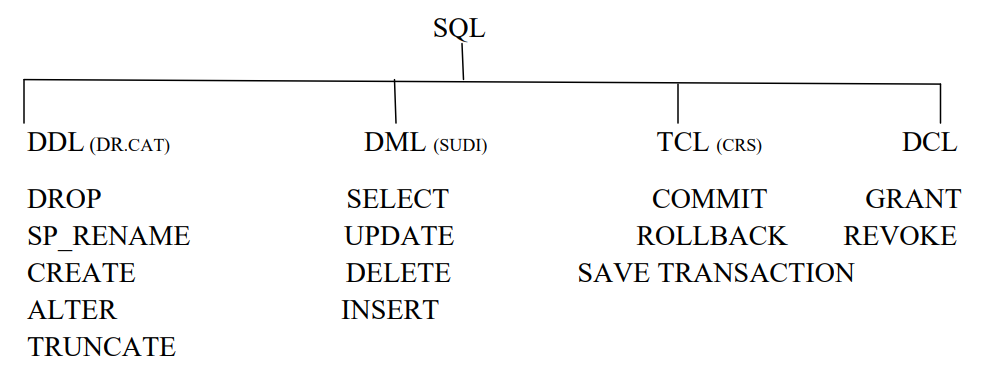 SQL
DDL (DR.CAT) DML (SUDI) TCL (CRS) DCL
DROP SELECT COMMIT GRANT
SP_RENAME UPDATE ROLLBACK REVOKE
CREATE DELETE SAVE TRANSACTION
ALTER INSERT
TRUNCATE